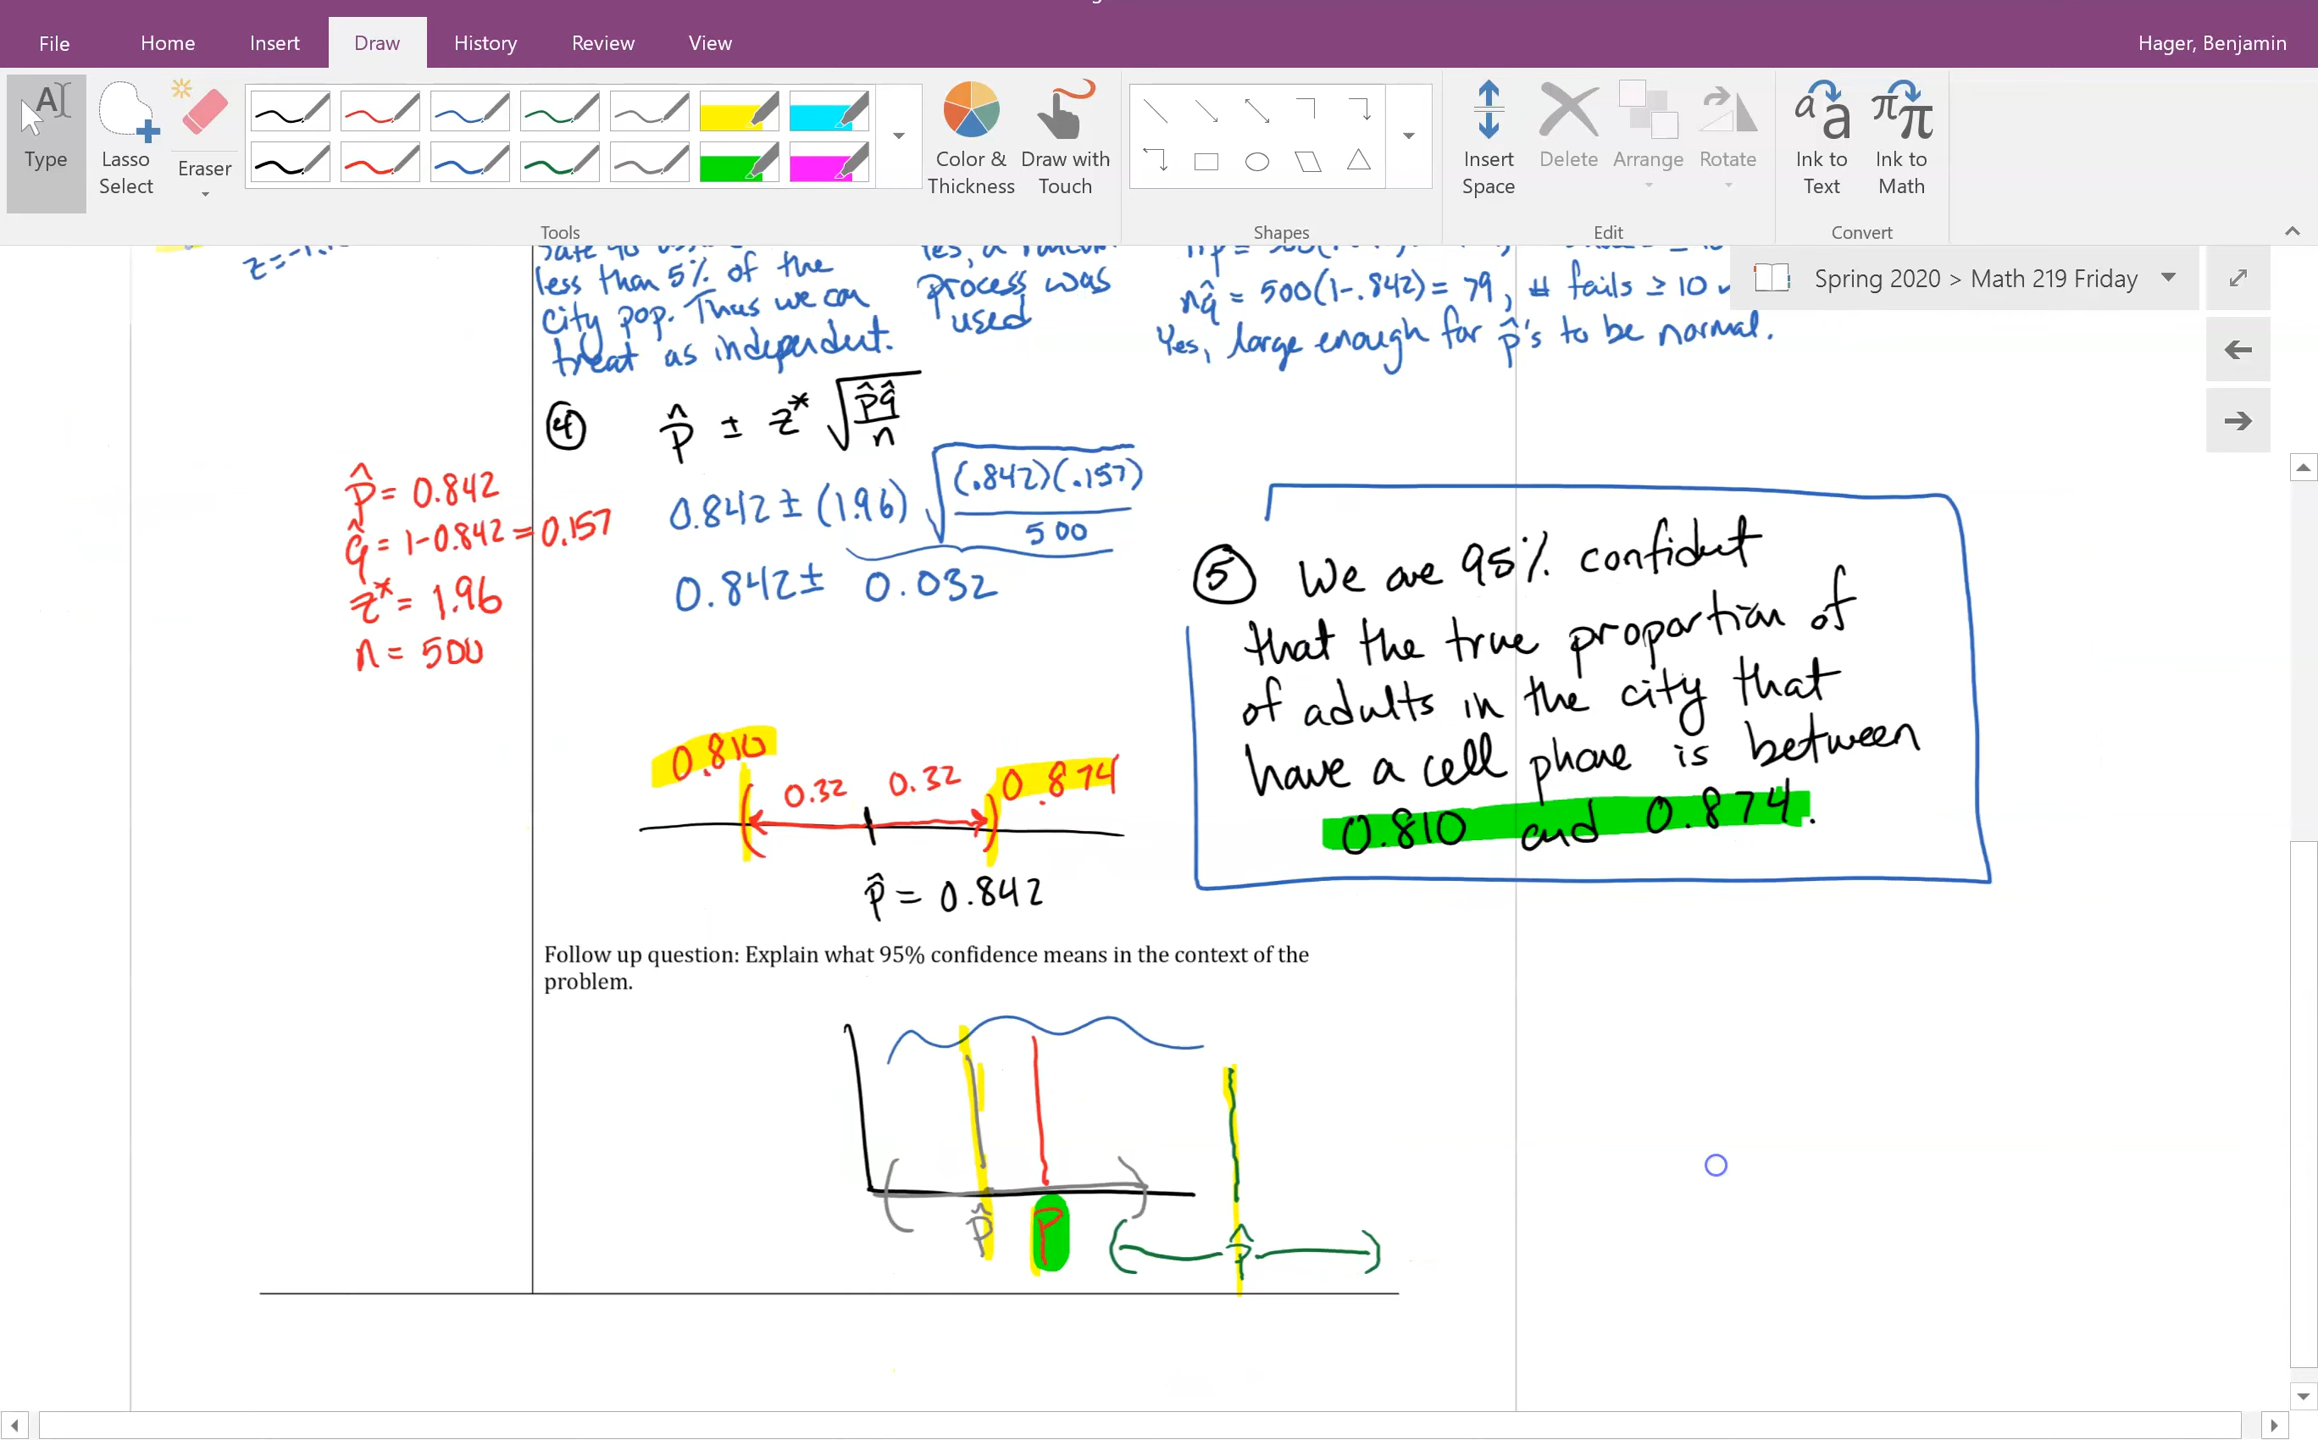 File Home Insert Draw History Review View Hager, Benjamin
Type
Lasso Select
Eraser
Color & Thickness
Draw with Touch
Insert Space
Delete
Arrange
Rotate
Ink to Text
Ink to Math
Tools Shapes Edit Convert
Spring 2020 > Math 219 Friday
less than 5% of the
city pop. Thus we can
treat as independent.
process was
used
nq̂ = 500(1-.842) = 79, # fails ≥ 10
Yes, large enough for p̂'s to be normal.
④ p̂ ± z* √(p̂q̂/n)
p̂ = 0.842
q̂ = 1-0.842 = 0.157
z* = 1.96
n = 500
0.842 ± (1.96) √((.842)(.157)/500)
0.842 ± 0.032
0.810 0.32 0.32 0.874
p̂ = 0.842
⑤ We are 95% confident
that the true proportion of
of adults in the city that
have a cell phone is between
0.810 and 0.874.
Follow up question: Explain what 95% confidence means in the context of the
problem.
p̂ P p̂